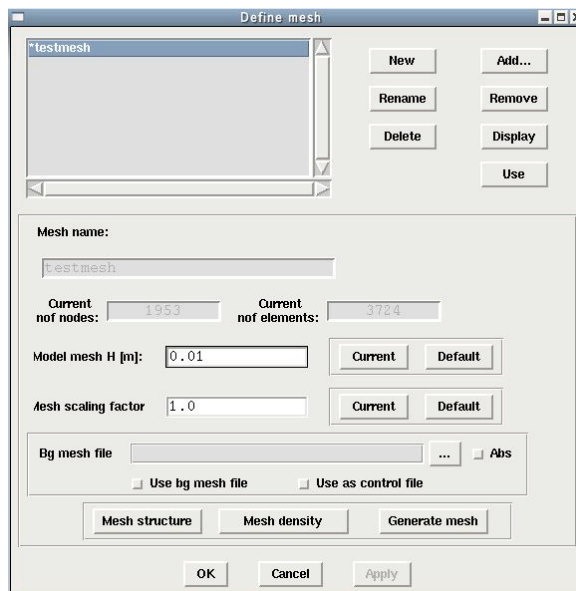 Define mesh
*testmesh
New Add...
Rename Remove
Delete Display
Use
Mesh name:
testmesh
Current nof nodes: 1953 Current nof elements: 3724
Model mesh H [m]: 0.01 Current Default
Mesh scaling factor 1.0 Current Default
Bg mesh file ... Abs
Use bg mesh file Use as control file
Mesh structure Mesh density Generate mesh
OK Cancel Apply